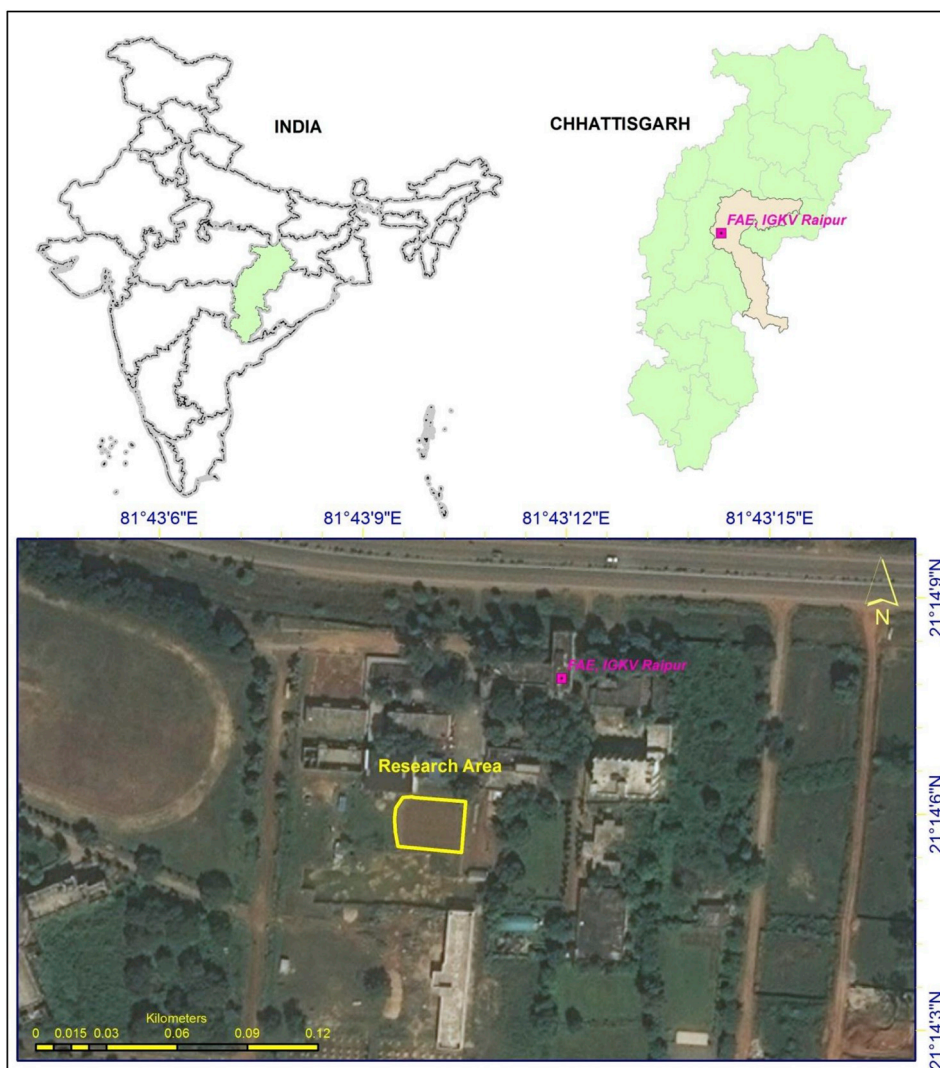 INDIA
CHHATTISGARH
FAE, IGKV Raipur
81°43'6"E 81°43'9"E 81°43'12"E 81°43'15"E
21°14'9"N
N
FAE, IGKV Raipur
Research Area
21°14'6"N
Kilometers
0 0.015 0.03 0.06 0.09 0.12
21°14'3"N